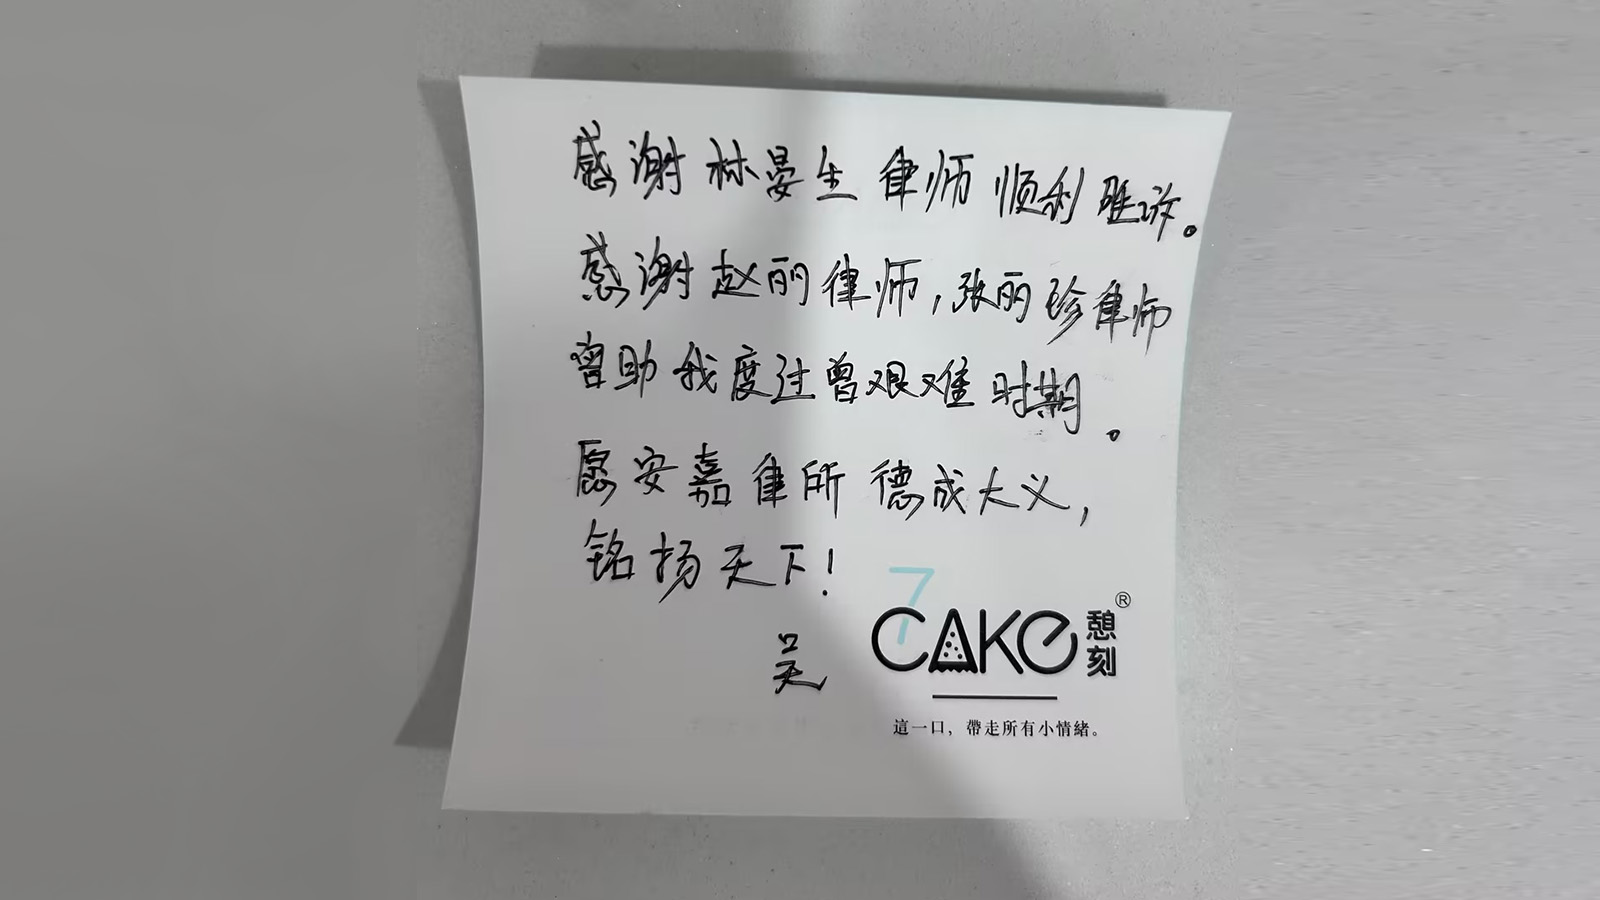 感谢林晏生律师顺利胜诉。
感谢赵丽律师，张丽珍律师
曾助我度过曾艰难时期。
愿安嘉律所德成大义，
铭扬天下！
吴
7
CAKE 憩刻®
這一口，帶走所有小情緒。